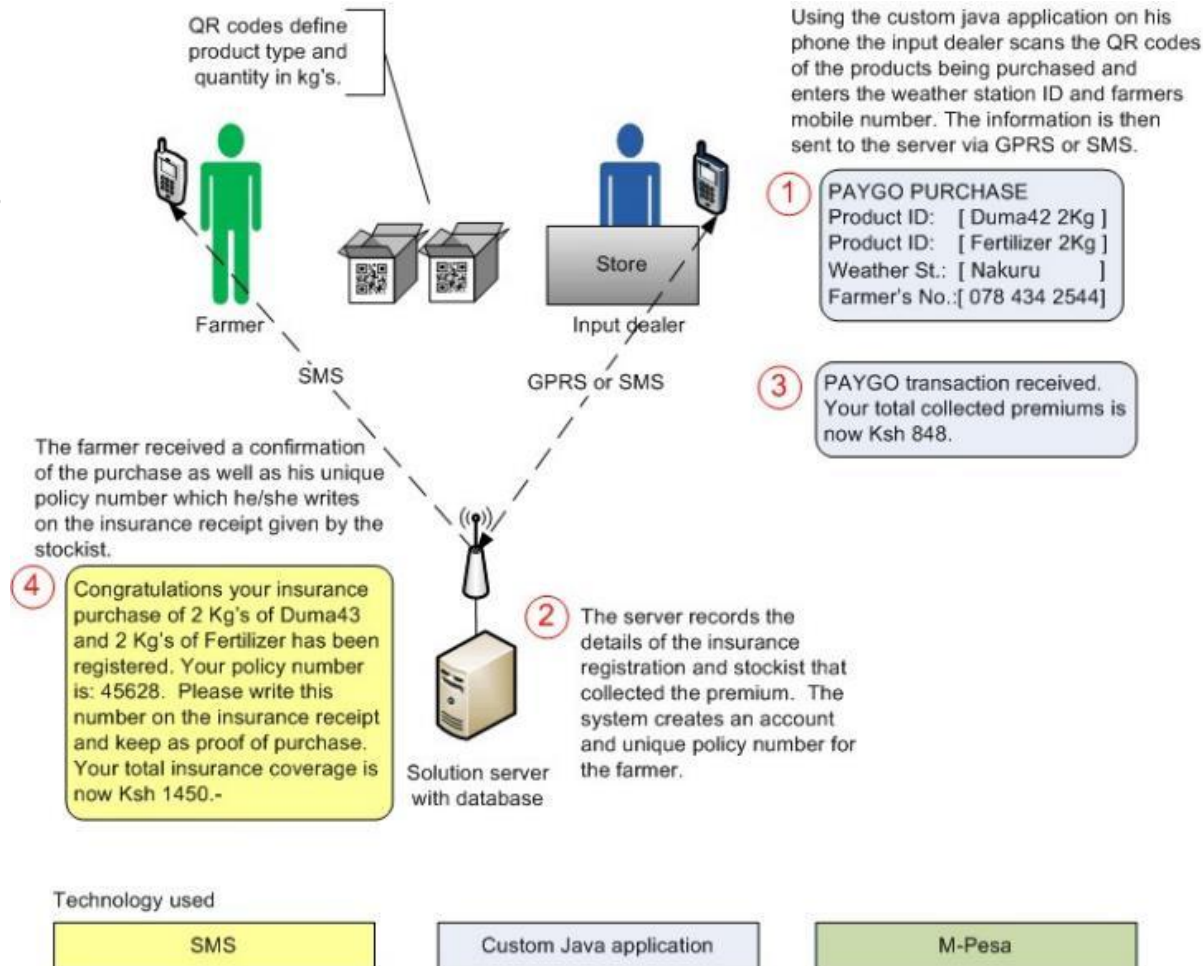 QR codes define
product type and
quantity in kg's.
Using the custom java application on his
phone the input dealer scans the QR codes
of the products being purchased and
enters the weather station ID and farmers
mobile number. The information is then
sent to the server via GPRS or SMS.
1
PAYGO PURCHASE
Product ID: [ Duma42 2Kg ]
Product ID: [ Fertilizer 2Kg ]
Weather St.: [ Nakuru ]
Farmer's No.:[ 078 434 2544]
Store
Farmer
Input dealer
SMS
GPRS or SMS
3
PAYGO transaction received.
Your total collected premiums is
now Ksh 848.
The farmer received a confirmation
of the purchase as well as his unique
policy number which he/she writes
on the insurance receipt given by the
stockist.
4
Congratulations your insurance
purchase of 2 Kg's of Duma43
and 2 Kg's of Fertilizer has been
registered. Your policy number
is: 45628. Please write this
number on the insurance receipt
and keep as proof of purchase.
Your total insurance coverage is
now Ksh 1450.-
2
The server records the
details of the insurance
registration and stockist that
collected the premium. The
system creates an account
and unique policy number for
the farmer.
Solution server
with database
Technology used
SMS
Custom Java application
M-Pesa